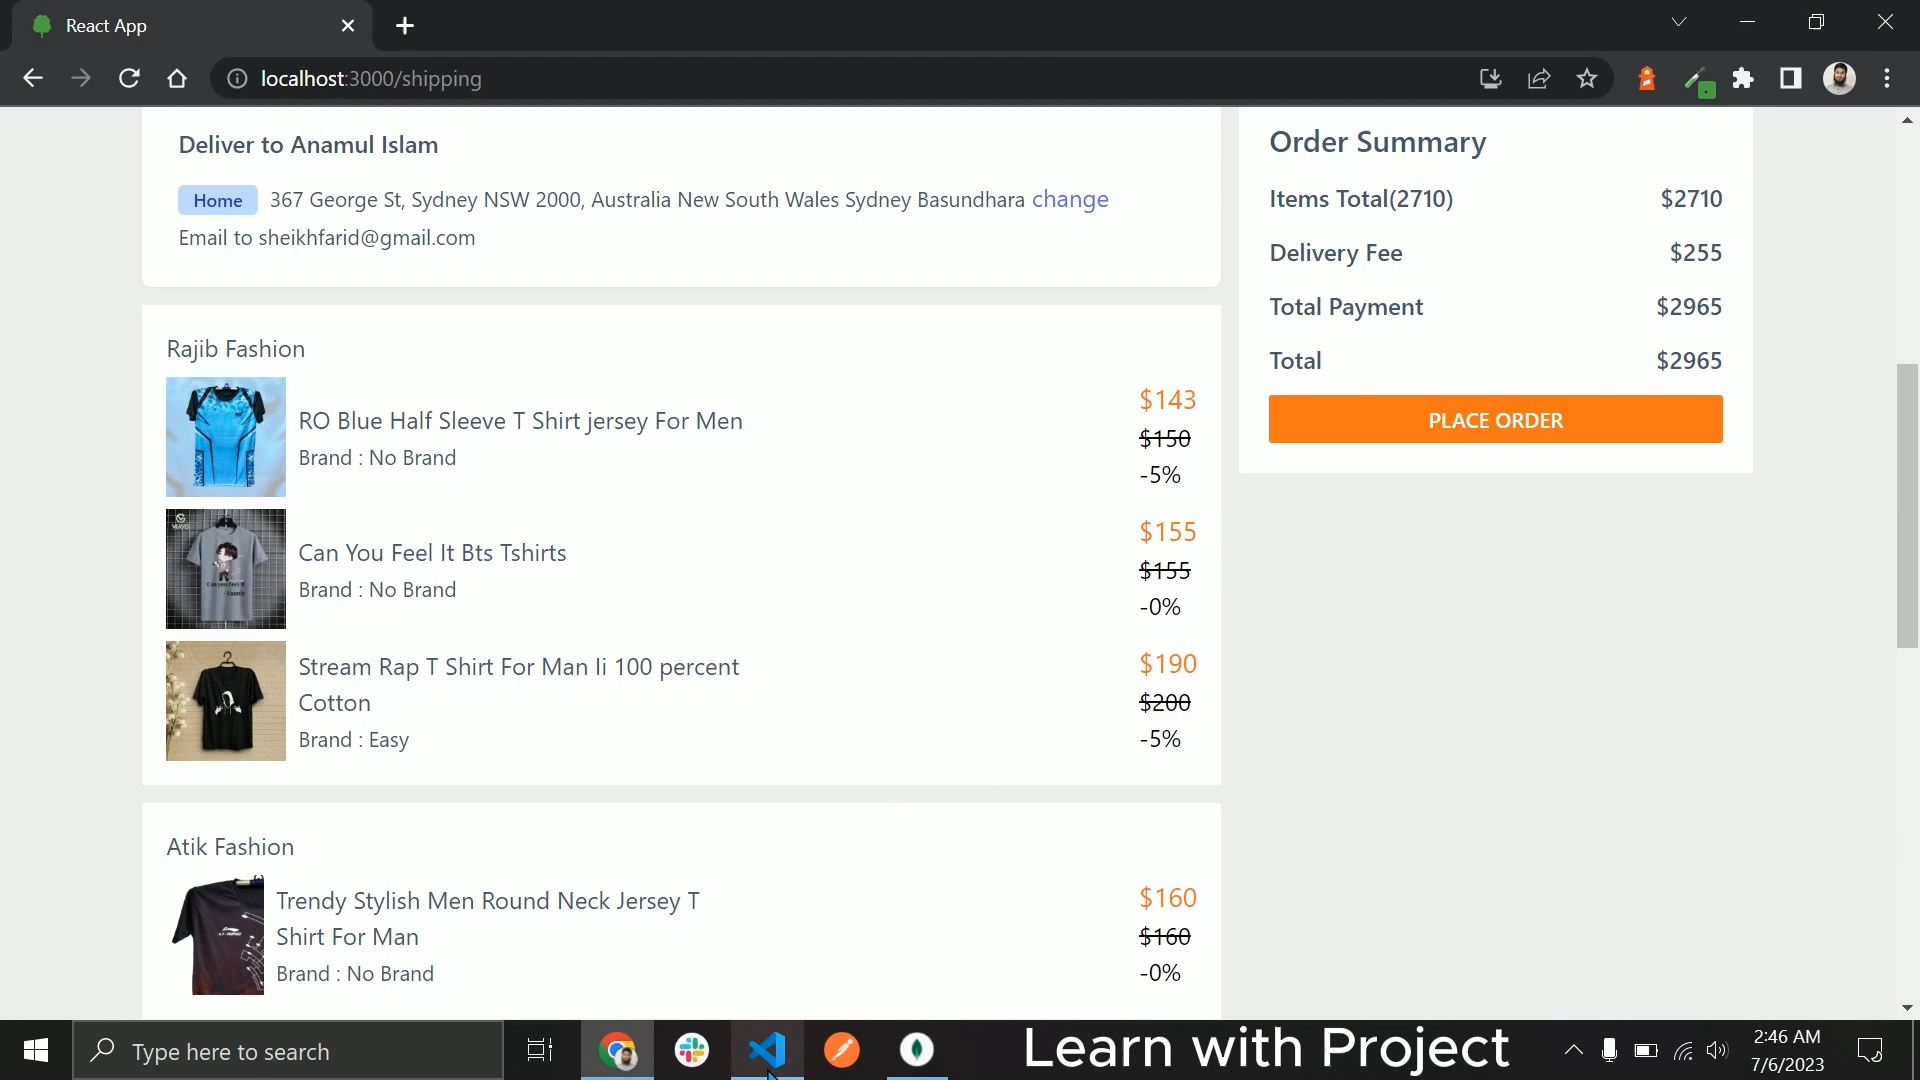 React App
localhost:3000/shipping
Deliver to Anamul Islam
Home 367 George St, Sydney NSW 2000, Australia New South Wales Sydney Basundhara change
Email to sheikhfarid@gmail.com
Order Summary
Items Total(2710) $2710
Delivery Fee $255
Total Payment $2965
Total $2965
PLACE ORDER
Rajib Fashion
RO Blue Half Sleeve T Shirt jersey For Men
Brand : No Brand
$143
$150
-5%
Can You Feel It Bts Tshirts
Brand : No Brand
$155
$155
-0%
Stream Rap T Shirt For Man li 100 percent
Cotton
Brand : Easy
$190
$200
-5%
Atik Fashion
Trendy Stylish Men Round Neck Jersey T
Shirt For Man
Brand : No Brand
$160
$160
-0%
Type here to search
Learn with Project
2:46 AM
7/6/2023